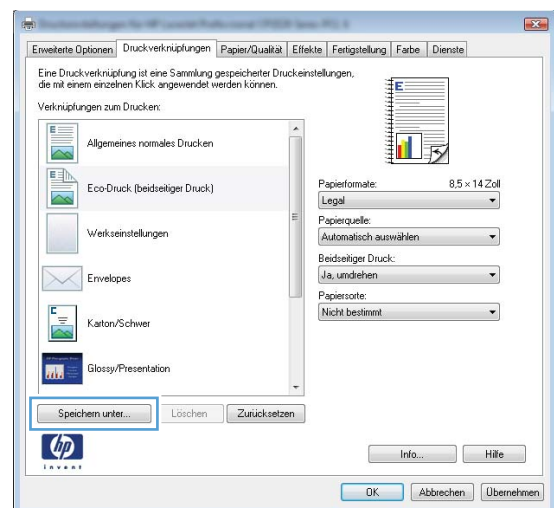 Erweiterte Optionen Druckverknüpfungen Papier/Qualität Effekte Fertigstellung Farbe Dienste
Eine Druckverknüpfung ist eine Sammlung gespeicherter Druckeinstellungen,
die mit einem einzelnen Klick angewendet werden können.
Verknüpfungen zum Drucken:
Allgemeines normales Drucken
Eco-Druck (beidseitiger Druck)
Werkseinstellungen
Envelopes
Karton/Schwer
Glossy/Presentation
Speichern unter... Löschen Zurücksetzen
E
Papierformate: 8,5 × 14 Zoll
Legal
Papierquelle:
Automatisch auswählen
Beidseitiger Druck:
Ja, umdrehen
Papiersorte:
Nicht bestimmt
hp
invent
Info... Hilfe
OK Abbrechen Übernehmen